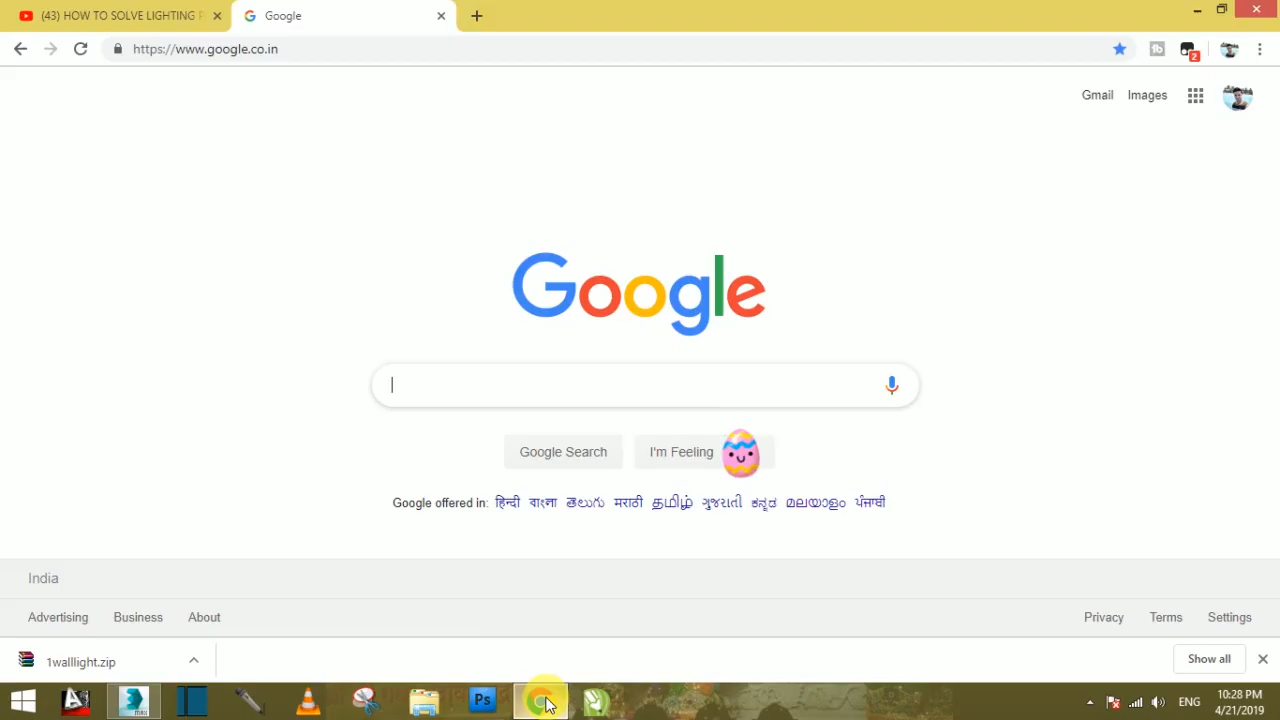 (43) HOW TO SOLVE LIGHTING
Google
https://www.google.co.in
2
Gmail Images
Google
Google Search
I'm Feeling
Google offered in: हिन्दी বাংলা తెలుగు मराठी தமிழ் ગુજરાતી ಕನ್ನಡ മലയാളം ਪੰਜਾਬੀ
India
Advertising Business About
Privacy Terms Settings
1walllight.zip
Show all
Ps
ENG
10:28 PM
4/21/2019